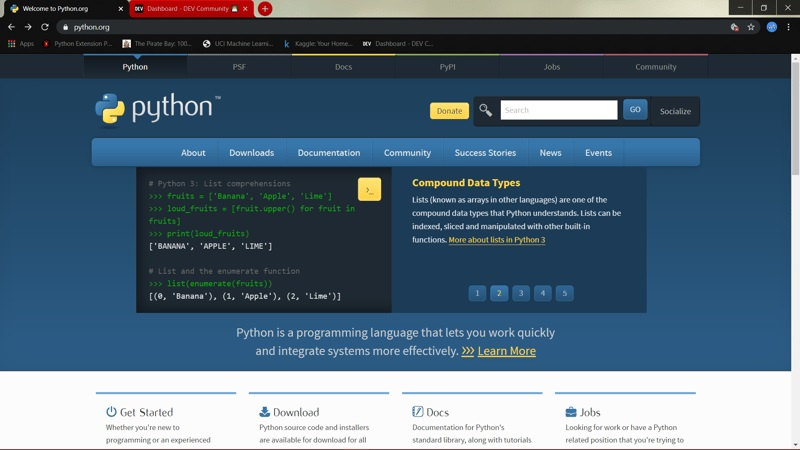 Welcome to Python.org
DEV Dashboard - DEV Community
python.org
Apps
Python Extension P...
The Pirate Bay: 100...
UCI Machine Learni...
Kaggle: Your Home...
DEV Dashboard - DEV C...
Python
PSF
Docs
PyPI
Jobs
Community
python™
Donate
Search
GO
Socialize
About
Downloads
Documentation
Community
Success Stories
News
Events
# Python 3: List comprehensions
>>> fruits = ['Banana', 'Apple', 'Lime']
>>> loud_fruits = [fruit.upper() for fruit in
fruits]
>>> print(loud_fruits)
['BANANA', 'APPLE', 'LIME']
# List and the enumerate function
>>> list(enumerate(fruits))
[(0, 'Banana'), (1, 'Apple'), (2, 'Lime')]
>_
Compound Data Types
Lists (known as arrays in other languages) are one of the
compound data types that Python understands. Lists can be
indexed, sliced and manipulated with other built-in
functions. More about lists in Python 3
1 2 3 4 5
Python is a programming language that lets you work quickly
and integrate systems more effectively. >>> Learn More
Get Started
Whether you're new to
programming or an experienced
Download
Python source code and installers
are available for download for all
Docs
Documentation for Python's
standard library, along with tutorials
Jobs
Looking for work or have a Python
related position that you're trying to